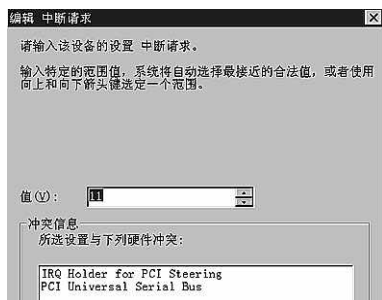 编辑 中断请求
请输入该设备的设置 中断请求。
输入特定的范围值，系统将自动选择最接近的合法值，或者使用
向上和向下箭头键选定一个范围。
值(V)： 11
冲突信息
所选设置与下列硬件冲突：
IRQ Holder for PCI Steering
PCI Universal Serial Bus